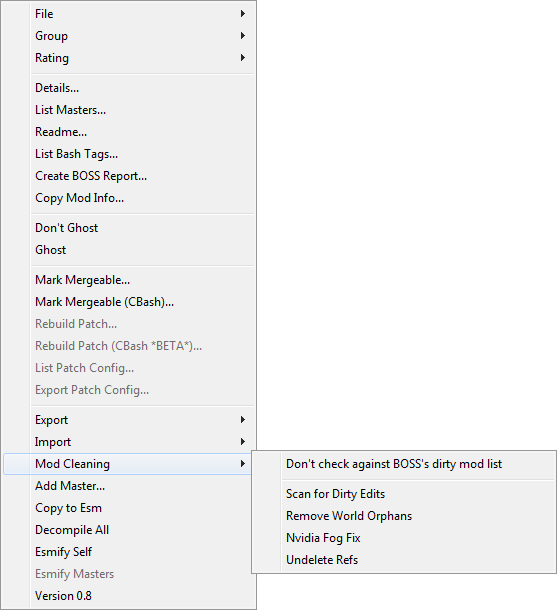 File
Group
Rating
Details...
List Masters...
Readme...
List Bash Tags...
Create BOSS Report...
Copy Mod Info...
Don't Ghost
Ghost
Mark Mergeable...
Mark Mergeable (CBash)...
Rebuild Patch...
Rebuild Patch (CBash *BETA*)...
List Patch Config...
Export Patch Config...
Export
Import
Mod Cleaning
Add Master...
Copy to Esm
Decompile All
Esmify Self
Esmify Masters
Version 0.8
Don't check against BOSS's dirty mod list
Scan for Dirty Edits
Remove World Orphans
Nvidia Fog Fix
Undelete Refs